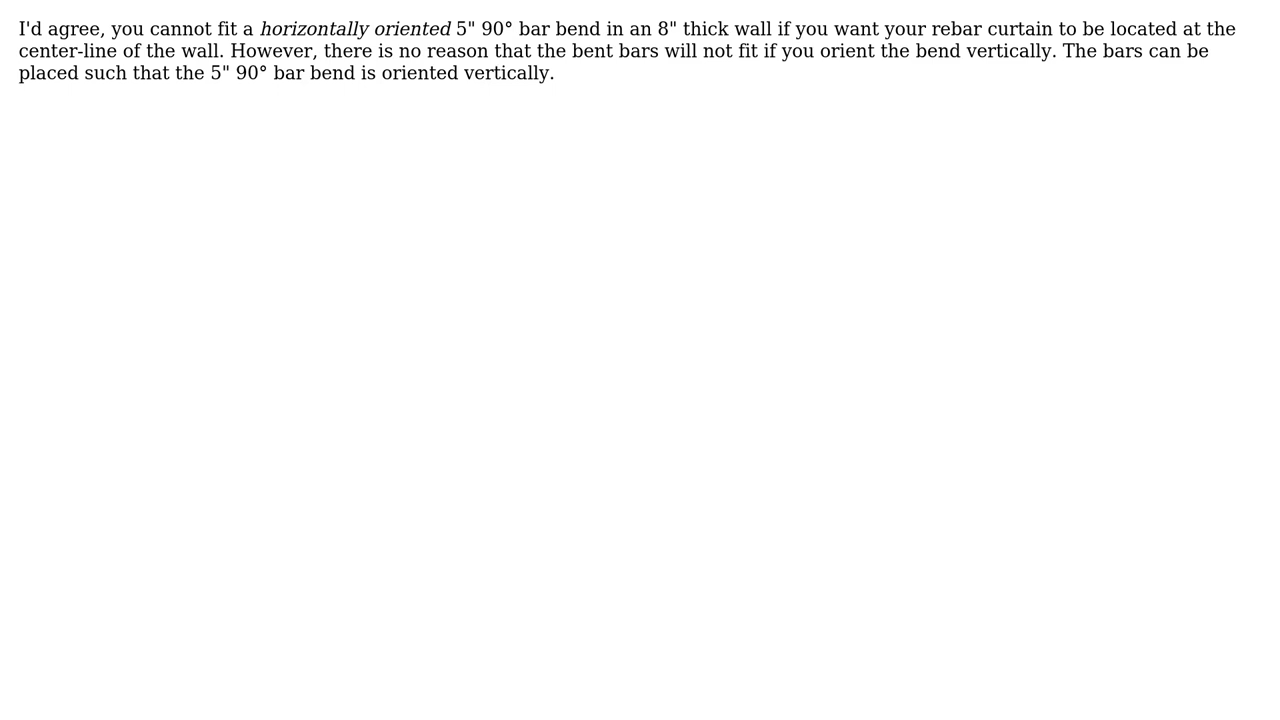 I'd agree, you cannot fit a horizontally oriented 5" 90° bar bend in an 8" thick wall if you want your rebar curtain to be located at the
center-line of the wall. However, there is no reason that the bent bars will not fit if you orient the bend vertically. The bars can be
placed such that the 5" 90° bar bend is oriented vertically.